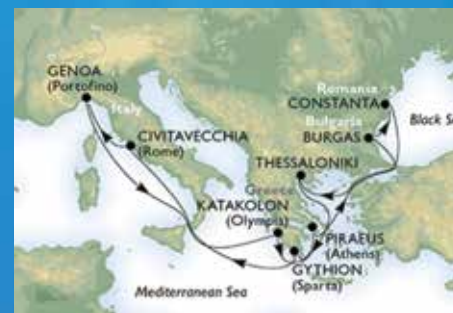 GENOA
(Portofino)
Italy
CIVITAVECCHIA
(Rome)
Romania
CONSTANTA
Bulgaria
BURGAS
Black Se
THESSALONIKI
Greece
KATAKOLON
(Olympia)
PIRAEUS
(Athens)
GYTHION
(Sparta)
Mediterranean Sea